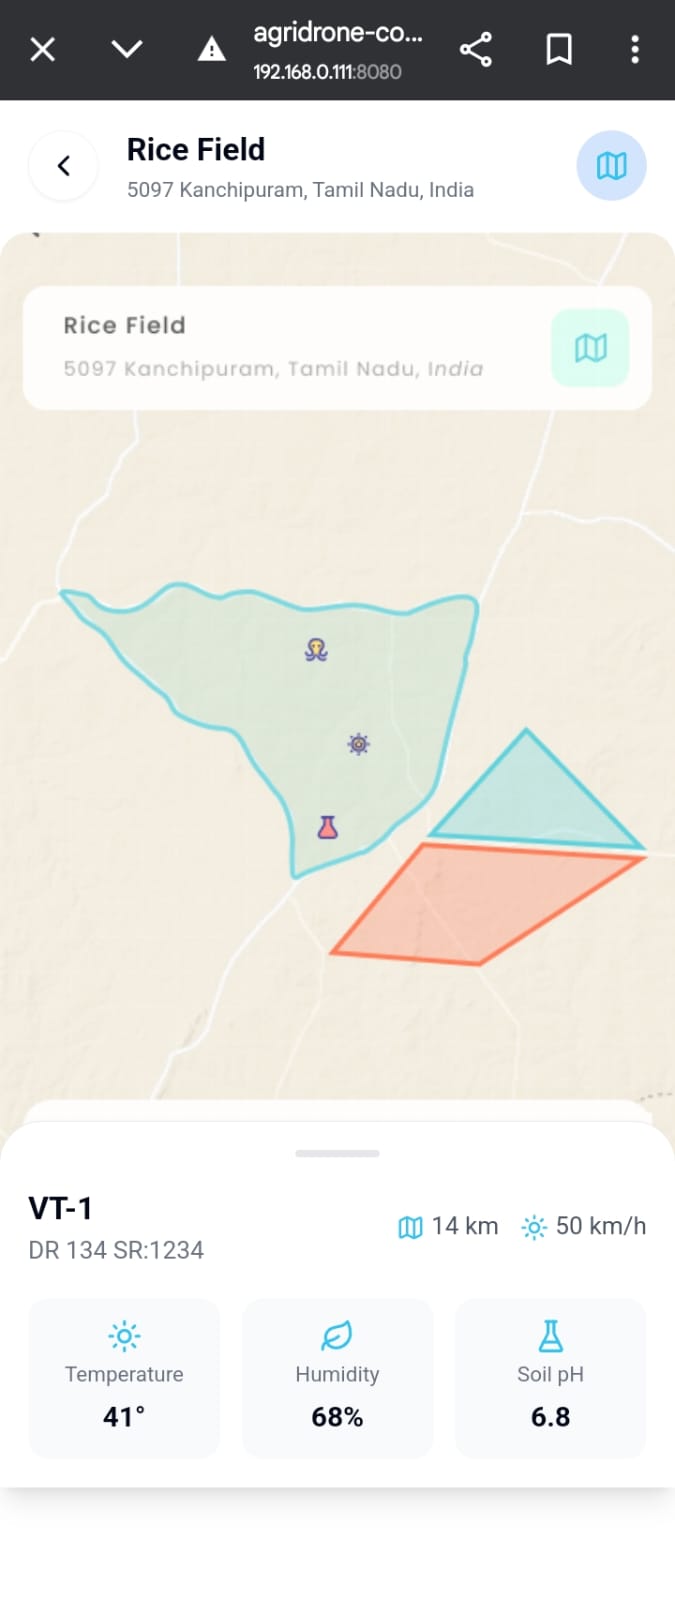 agridrone-co...
192.168.0.111:8080
Rice Field
5097 Kanchipuram, Tamil Nadu, India
Rice Field
5097 Kanchipuram, Tamil Nadu, India
VT-1
14 km 50 km/h
DR 134 SR:1234
Temperature Humidity Soil pH
41° 68% 6.8